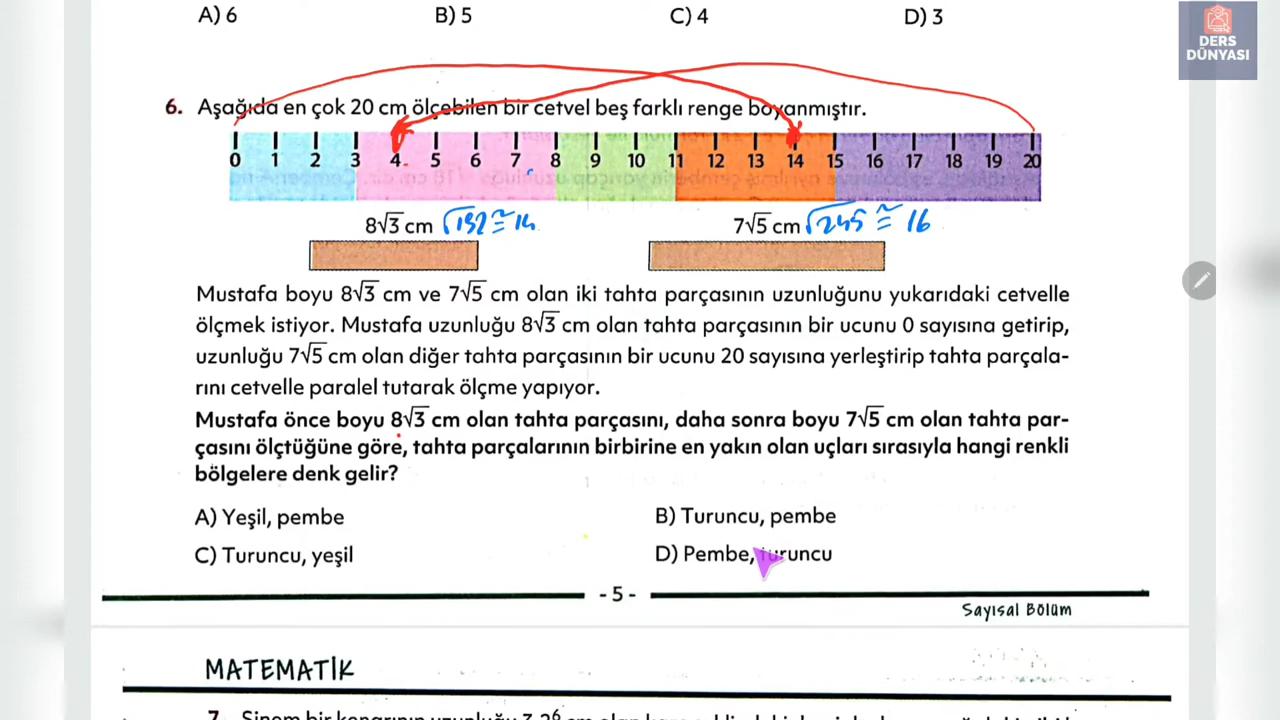 A) 6 B) 5 C) 4 D) 3
DERS
DÜNYASI
6. Aşağıda en çok 20 cm ölçebilen bir cetvel beş farklı renge boyanmıştır.
0 1 2 3 4 5 6 7 8 9 10 11 12 13 14 15 16 17 18 19 20
8√3 cm √192 ≅ 14 7√5 cm √245 ≅ 16
Mustafa boyu 8√3 cm ve 7√5 cm olan iki tahta parçasının uzunluğunu yukarıdaki cetvelle
ölçmek istiyor. Mustafa uzunluğu 8√3 cm olan tahta parçasının bir ucunu 0 sayısına getirip,
uzunluğu 7√5 cm olan diğer tahta parçasının bir ucunu 20 sayısına yerleştirip tahta parçala-
rını cetvelle paralel tutarak ölçme yapıyor.
Mustafa önce boyu 8√3 cm olan tahta parçasını, daha sonra boyu 7√5 cm olan tahta par-
çasını ölçtüğüne göre, tahta parçalarının birbirine en yakın olan uçları sırasıyla hangi renkli
bölgelere denk gelir?
A) Yeşil, pembe B) Turuncu, pembe
C) Turuncu, yeşil D) Pembe, turuncu
- 5 -
Sayısal Bölüm
MATEMATİK